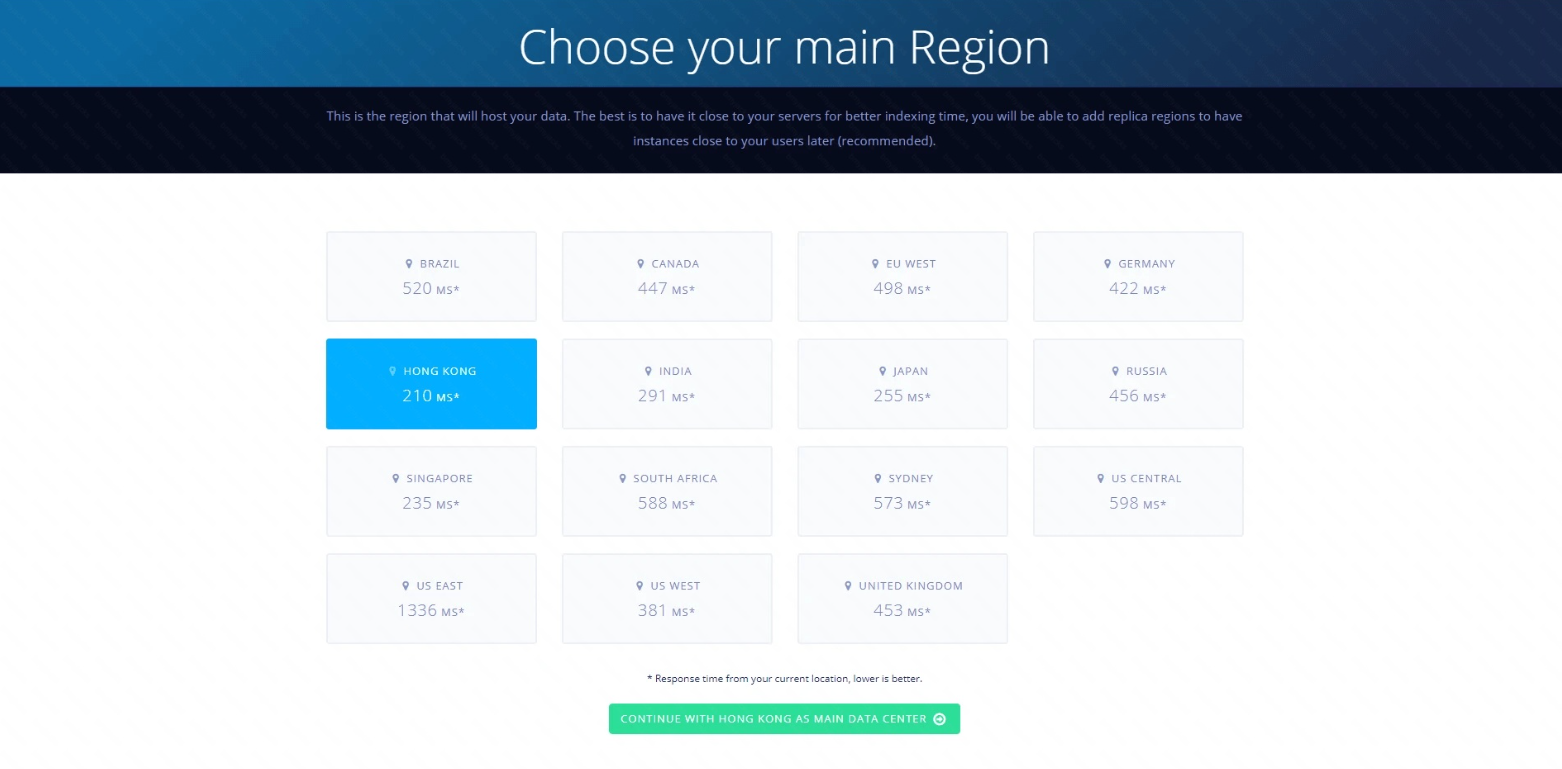 Choose your main Region
This is the region that will host your data. The best is to have it close to your servers for better indexing time, you will be able to add replica regions to have
instances close to your users later (recommended).
BRAZIL
520 MS*
CANADA
447 MS*
EU WEST
498 MS*
GERMANY
422 MS*
HONG KONG
210 MS*
INDIA
291 MS*
JAPAN
255 MS*
RUSSIA
456 MS*
SINGAPORE
235 MS*
SOUTH AFRICA
588 MS*
SYDNEY
573 MS*
US CENTRAL
598 MS*
US EAST
1336 MS*
US WEST
381 MS*
UNITED KINGDOM
453 MS*
* Response time from your current location, lower is better.
CONTINUE WITH HONG KONG AS MAIN DATA CENTER